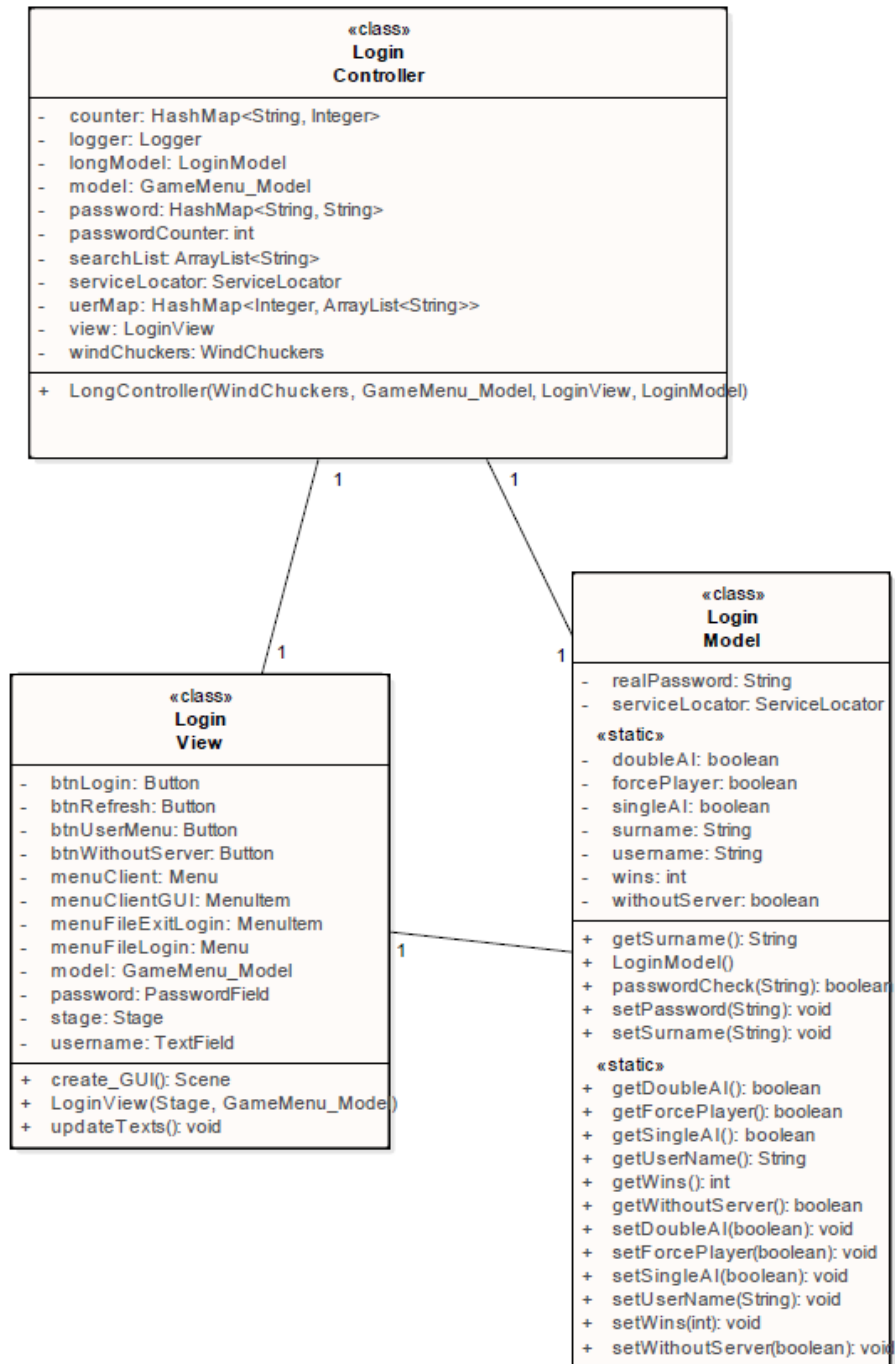 «class»
Login
Controller
- counter: HashMap<String, Integer>
- logger: Logger
- longModel: LoginModel
- model: GameMenu_Model
- password: HashMap<String, String>
- passwordCounter: int
- searchList: ArrayList<String>
- serviceLocator: ServiceLocator
- uerMap: HashMap<Integer, ArrayList<String>>
- view: LoginView
- windChuckers: WindChuckers
+ LongController(WindChuckers, GameMenu_Model, LoginView, LoginModel)
1
1
1
1
«class»
Login
View
- btnLogin: Button
- btnRefresh: Button
- btnUserMenu: Button
- btnWithoutServer: Button
- menuClient: Menu
- menuClientGUI: MenuItem
- menuFileExitLogin: MenuItem
- menuFileLogin: Menu
- model: GameMenu_Model
- password: PasswordField
- stage: Stage
- username: TextField
+ create_GUI(): Scene
+ LoginView(Stage, GameMenu_Model)
+ updateTexts(): void
1
«class»
Login
Model
- realPassword: String
- serviceLocator: ServiceLocator
«static»
- doubleAI: boolean
- forcePlayer: boolean
- singleAI: boolean
- surname: String
- username: String
- wins: int
- withoutServer: boolean
+ getSurname(): String
+ LoginModel()
+ passwordCheck(String): boolean
+ setPassword(String): void
+ setSurname(String): void
«static»
+ getDoubleAI(): boolean
+ getForcePlayer(): boolean
+ getSingleAI(): boolean
+ getUserName(): String
+ getWins(): int
+ getWithoutServer(): boolean
+ setDoubleAI(boolean): void
+ setForcePlayer(boolean): void
+ setSingleAI(boolean): void
+ setUserName(String): void
+ setWins(int): void
+ setWithoutServer(boolean): void